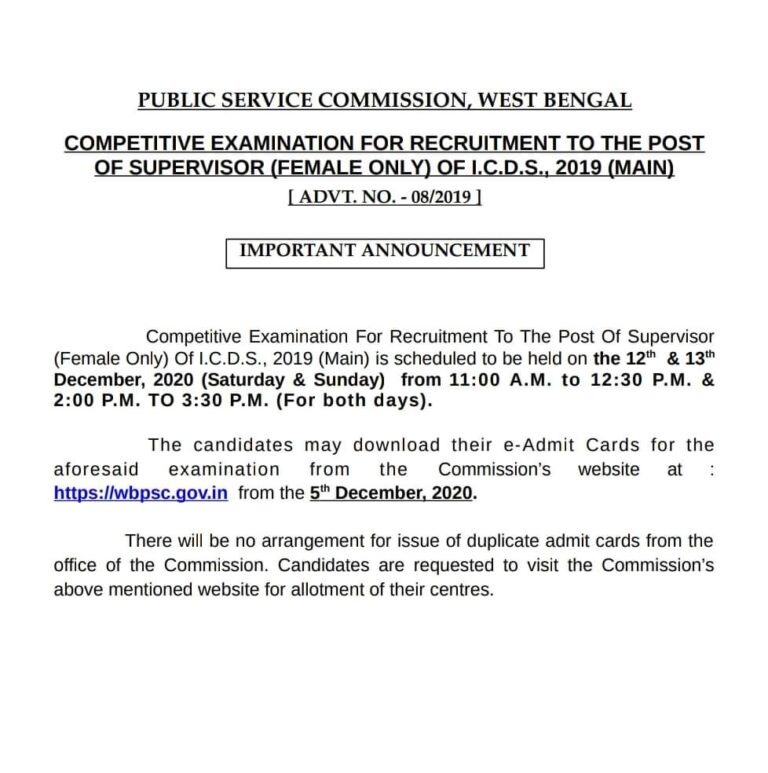 PUBLIC SERVICE COMMISSION, WEST BENGAL
COMPETITIVE EXAMINATION FOR RECRUITMENT TO THE POST
OF SUPERVISOR (FEMALE ONLY) OF I.C.D.S., 2019 (MAIN)
[ ADVT. NO. - 08/2019 ]
IMPORTANT ANNOUNCEMENT
Competitive Examination For Recruitment To The Post Of Supervisor
(Female Only) Of I.C.D.S., 2019 (Main) is scheduled to be held on the 12th & 13th
December, 2020 (Saturday & Sunday) from 11:00 A.M. to 12:30 P.M. &
2:00 P.M. TO 3:30 P.M. (For both days).
The candidates may download their e-Admit Cards for the
aforesaid examination from the Commission's website at :
https://wbpsc.gov.in from the 5th December, 2020.
There will be no arrangement for issue of duplicate admit cards from the
office of the Commission. Candidates are requested to visit the Commission's
above mentioned website for allotment of their centres.